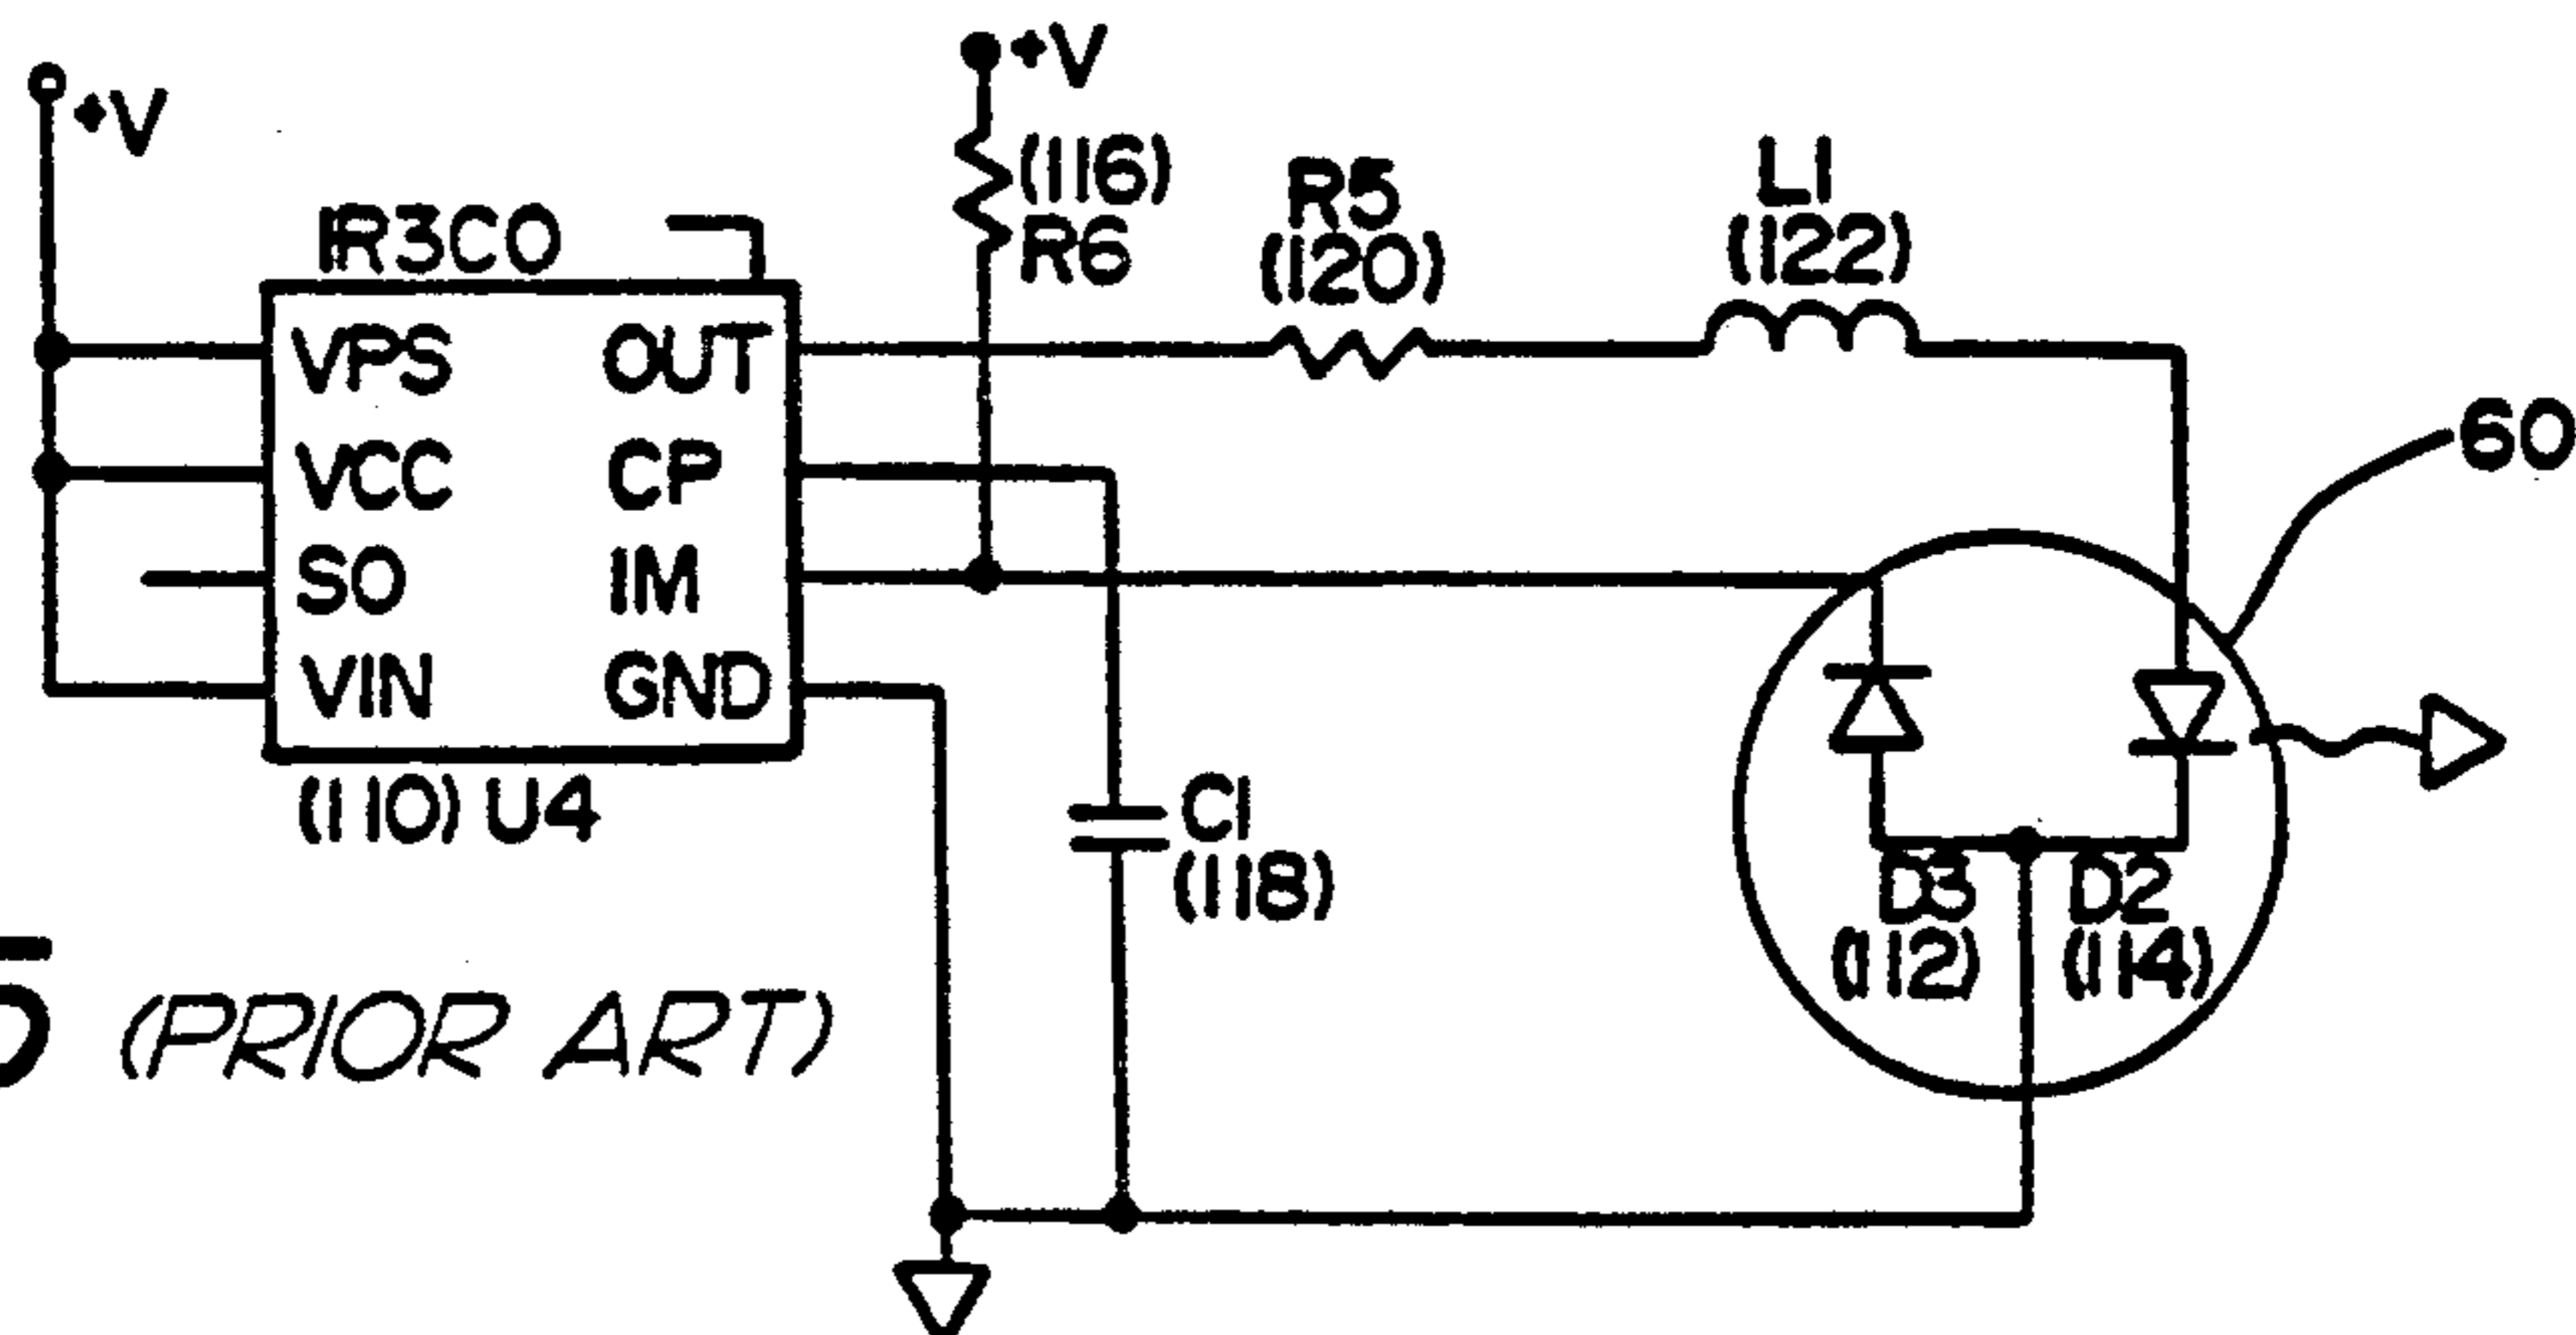 +V
+V
(116)
R6
R5
(120)
L1
(122)
IR3C0
VPS OUT
VCC CP
SO IM
VIN GND
(110) U4
60
C1
(118)
D3 D2
(112) (114)
5 (PRIOR ART)